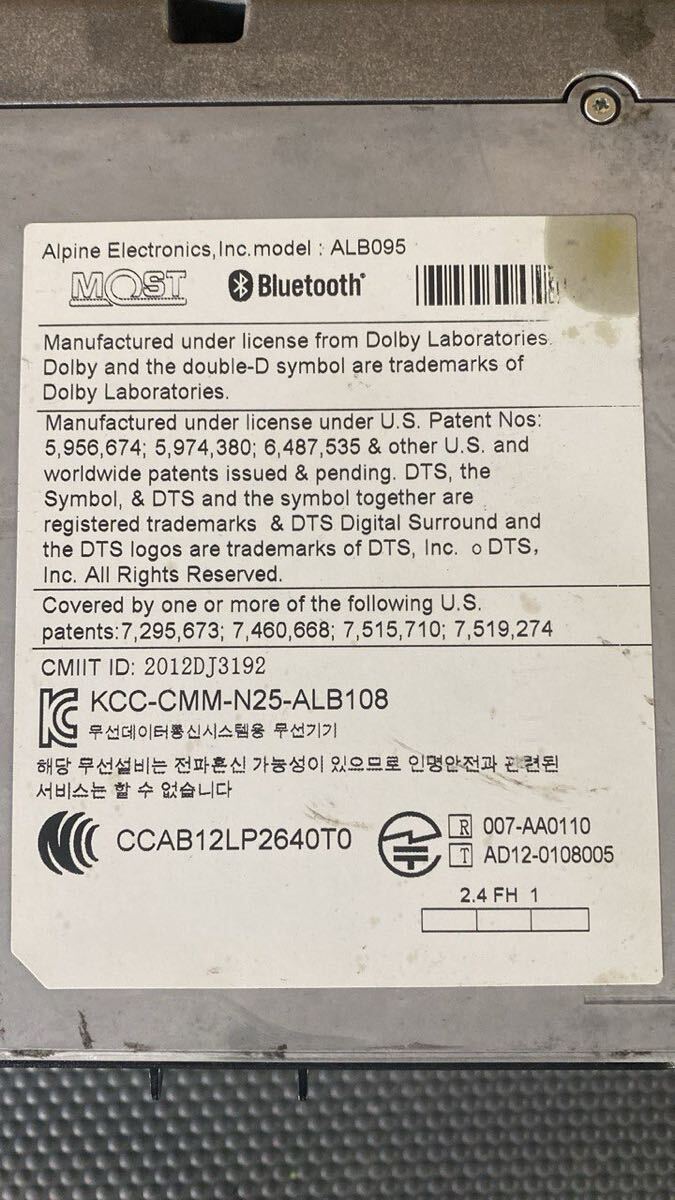 Alpine Electronics,Inc.model : ALB095
MOST Bluetooth®
Manufactured under license from Dolby Laboratories.
Dolby and the double-D symbol are trademarks of
Dolby Laboratories.
Manufactured under license under U.S. Patent Nos:
5,956,674; 5,974,380; 6,487,535 & other U.S. and
worldwide patents issued & pending. DTS, the
Symbol, & DTS and the symbol together are
registered trademarks & DTS Digital Surround and
the DTS logos are trademarks of DTS, Inc. o DTS,
Inc. All Rights Reserved.
Covered by one or more of the following U.S.
patents:7,295,673; 7,460,668; 7,515,710; 7,519,274
CMIIT ID: 2012DJ3192
KCC-CMM-N25-ALB108
무선데이터통신시스템용 무선기기
해당 무선설비는 전파혼신 가능성이 있으므로 인명안전과 관련된
서비스는 할 수 없습니다
CCAB12LP2640T0
R 007-AA0110
T AD12-0108005
2.4 FH 1